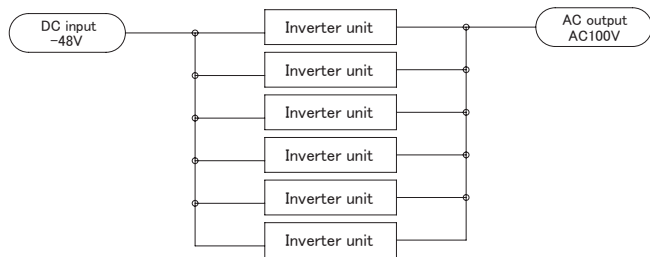 DC input
-48V
Inverter unit
AC output
AC100V
Inverter unit
Inverter unit
Inverter unit
Inverter unit
Inverter unit